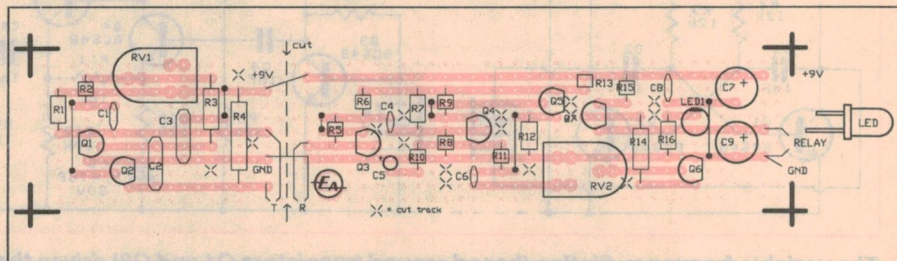 cut
RV1
+9V
+9V
R1
R2
C1
C3
R3
R4
R5
R6
C4
R7
R9
Q4
Q5
R13
R15
C8
LED1
C7
+
LED
Q1
Q2
C2
GND
Q3
C5
R10
R8
R11
R12
C6
RV2
R14
R16
Q6
C9
+
RELAY
GND
T R
EA
= cut track